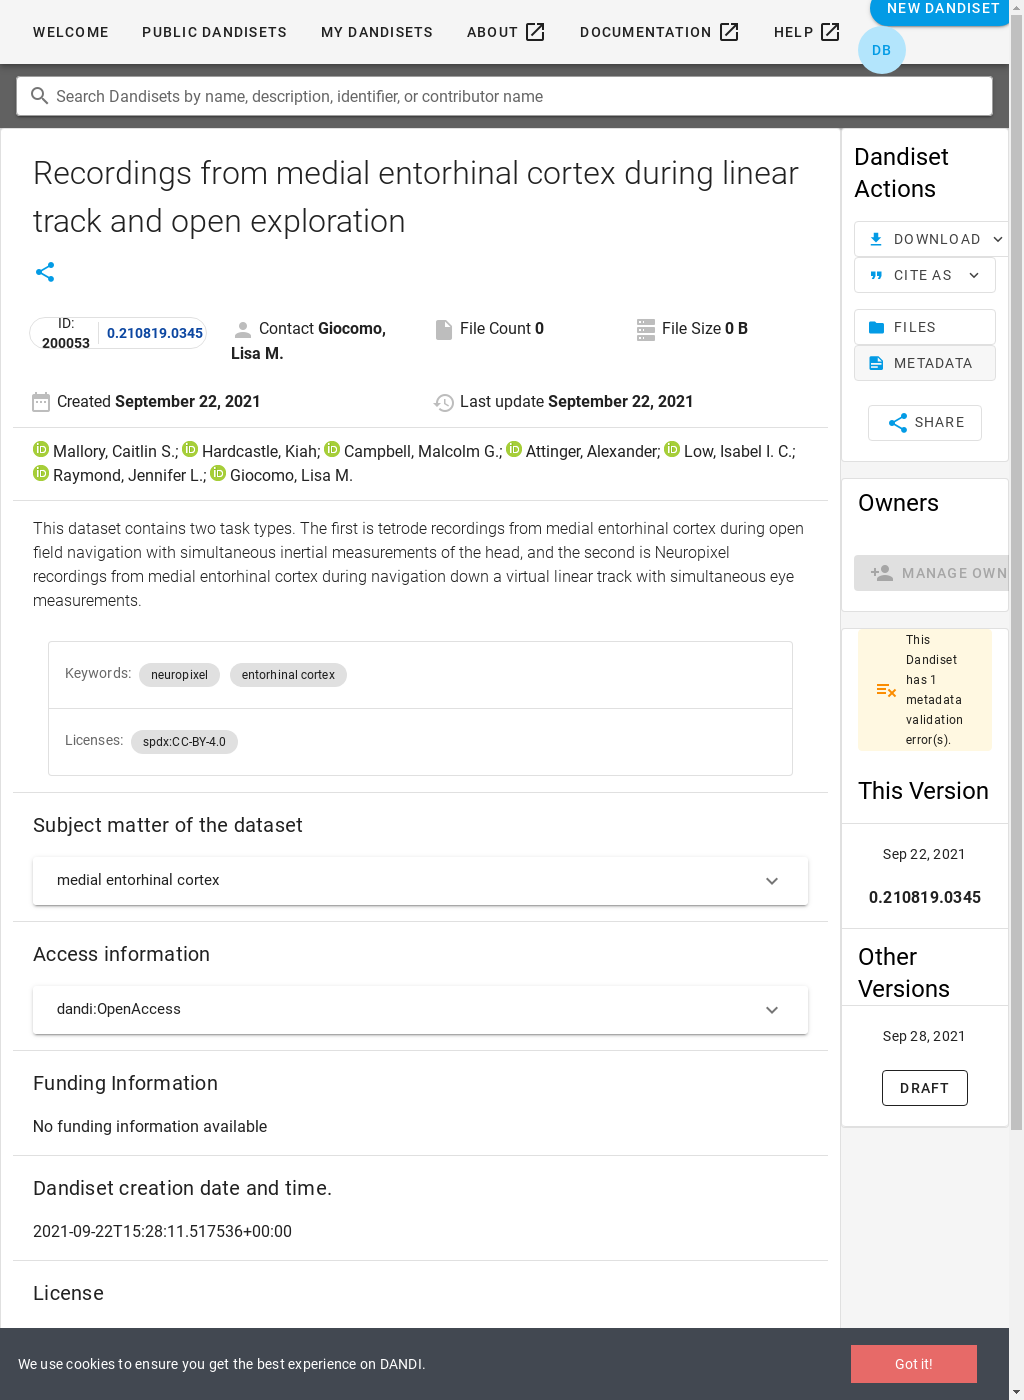 WELCOME PUBLIC DANDISETS MY DANDISETS ABOUT DOCUMENTATION HELP NEW DANDISET
DB
Search Dandisets by name, description, identifier, or contributor name
Recordings from medial entorhinal cortex during linear
track and open exploration
ID:
200053
0.210819.0345
Contact Giocomo,
Lisa M.
File Count 0
File Size 0 B
Created September 22, 2021
Last update September 22, 2021
Mallory, Caitlin S.; Hardcastle, Kiah; Campbell, Malcolm G.; Attinger, Alexander; Low, Isabel I. C.;
Raymond, Jennifer L.; Giocomo, Lisa M.
This dataset contains two task types. The first is tetrode recordings from medial entorhinal cortex during open
field navigation with simultaneous inertial measurements of the head, and the second is Neuropixel
recordings from medial entorhinal cortex during navigation down a virtual linear track with simultaneous eye
measurements.
Keywords: neuropixel entorhinal cortex
Licenses: spdx:CC-BY-4.0
Subject matter of the dataset
medial entorhinal cortex
Access information
dandi:OpenAccess
Funding Information
No funding information available
Dandiset creation date and time.
2021-09-22T15:28:11.517536+00:00
License
Dandiset
Actions
DOWNLOAD
CITE AS
FILES
METADATA
SHARE
Owners
MANAGE OWN
This
Dandiset
has 1
metadata
validation
error(s).
This Version
Sep 22, 2021
0.210819.0345
Other
Versions
Sep 28, 2021
DRAFT
We use cookies to ensure you get the best experience on DANDI.
Got it!